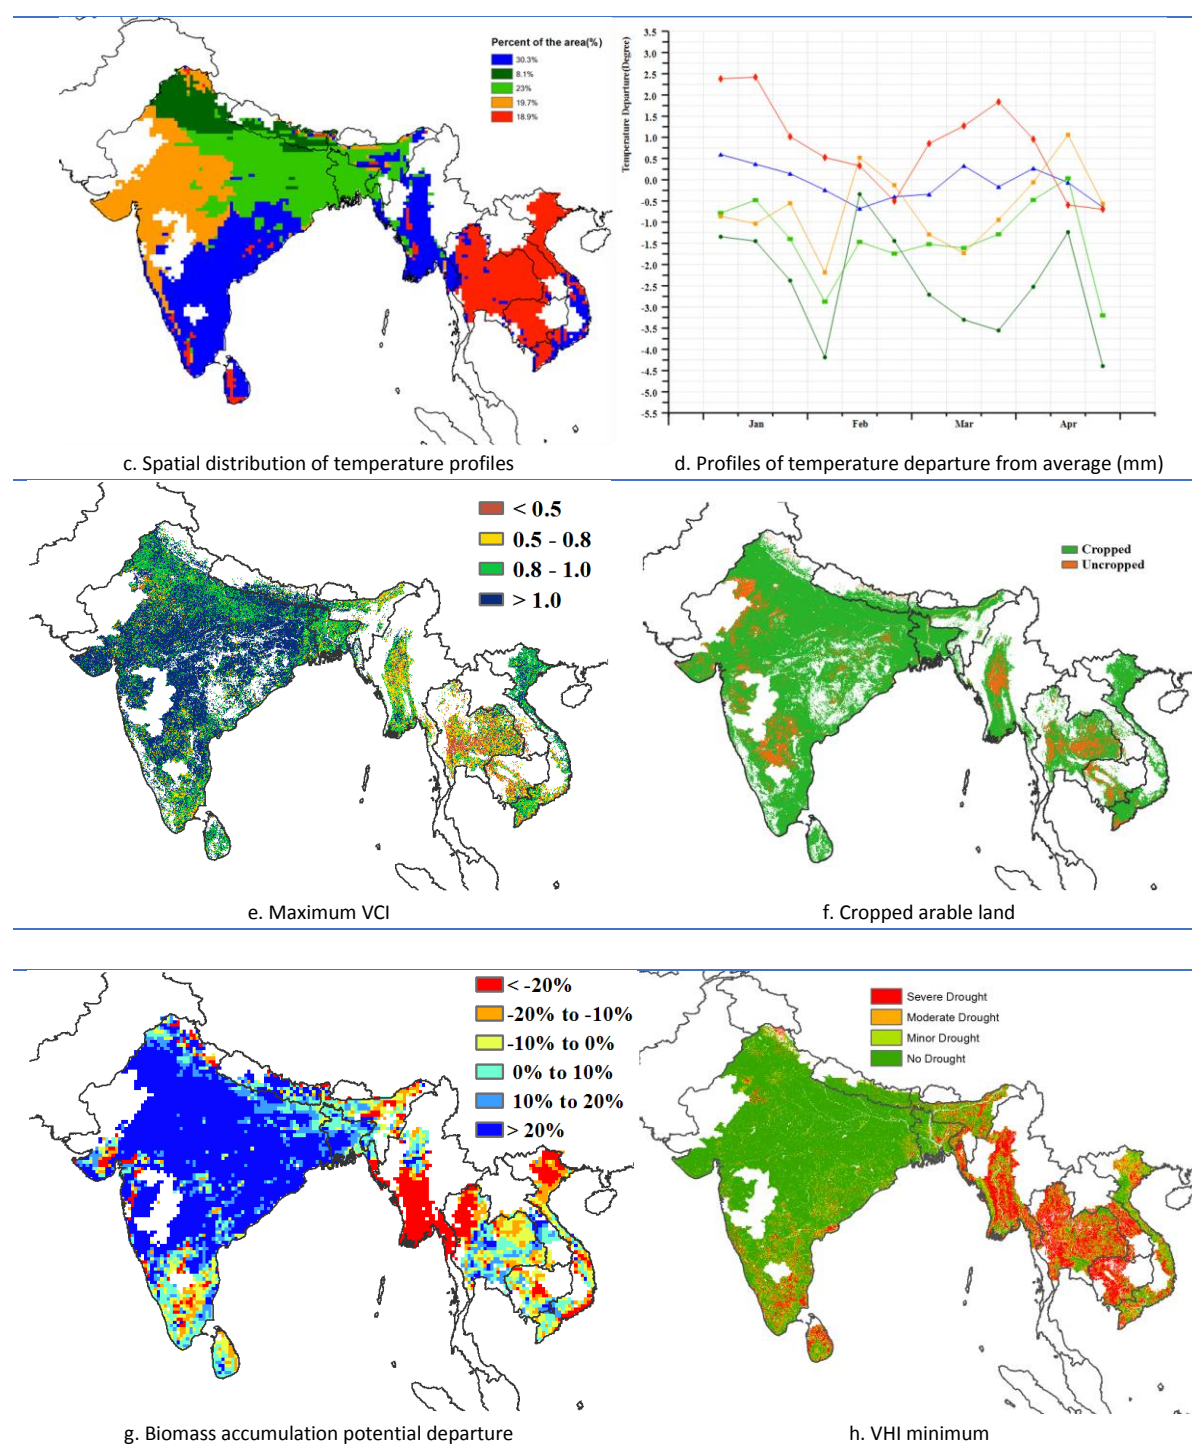 Percent of the area(%)
30.3%
8.1%
23%
19.7%
18.9%
Temperature Departure(Degree)
3.5
3.0
2.5
2.0
1.5
1.0
0.5
0.0
-0.5
-1.0
-1.5
-2.0
-2.5
-3.0
-3.5
-4.0
-4.5
-5.0
-5.5
Jan Feb Mar Apr
c. Spatial distribution of temperature profiles
d. Profiles of temperature departure from average (mm)
< 0.5
0.5 - 0.8
0.8 - 1.0
> 1.0
Cropped
Uncropped
e. Maximum VCI
f. Cropped arable land
< -20%
-20% to -10%
-10% to 0%
0% to 10%
10% to 20%
> 20%
Severe Drought
Moderate Drought
Minor Drought
No Drought
g. Biomass accumulation potential departure
h. VHI minimum